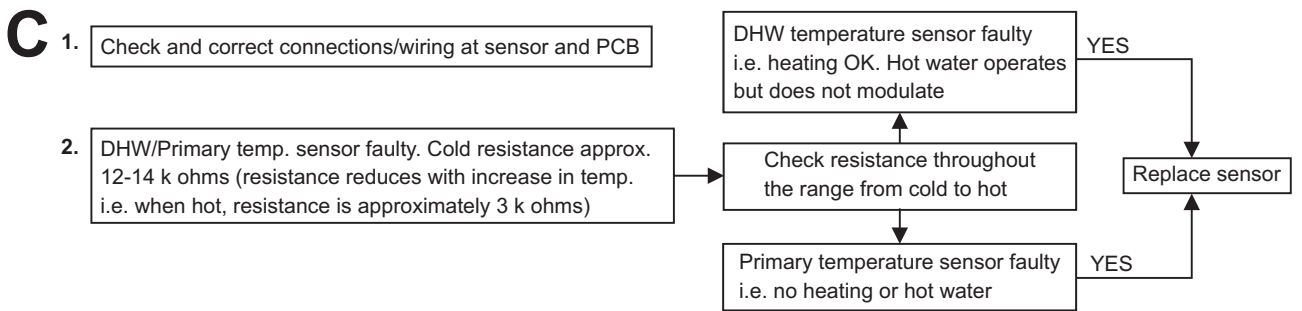 C
1. Check and correct connections/wiring at sensor and PCB
DHW temperature sensor faulty
i.e. heating OK. Hot water operates
but does not modulate
YES
2. DHW/Primary temp. sensor faulty. Cold resistance approx.
12-14 k ohms (resistance reduces with increase in temp.
i.e. when hot, resistance is approximately 3 k ohms)
Check resistance throughout
the range from cold to hot
Replace sensor
Primary temperature sensor faulty
i.e. no heating or hot water
YES